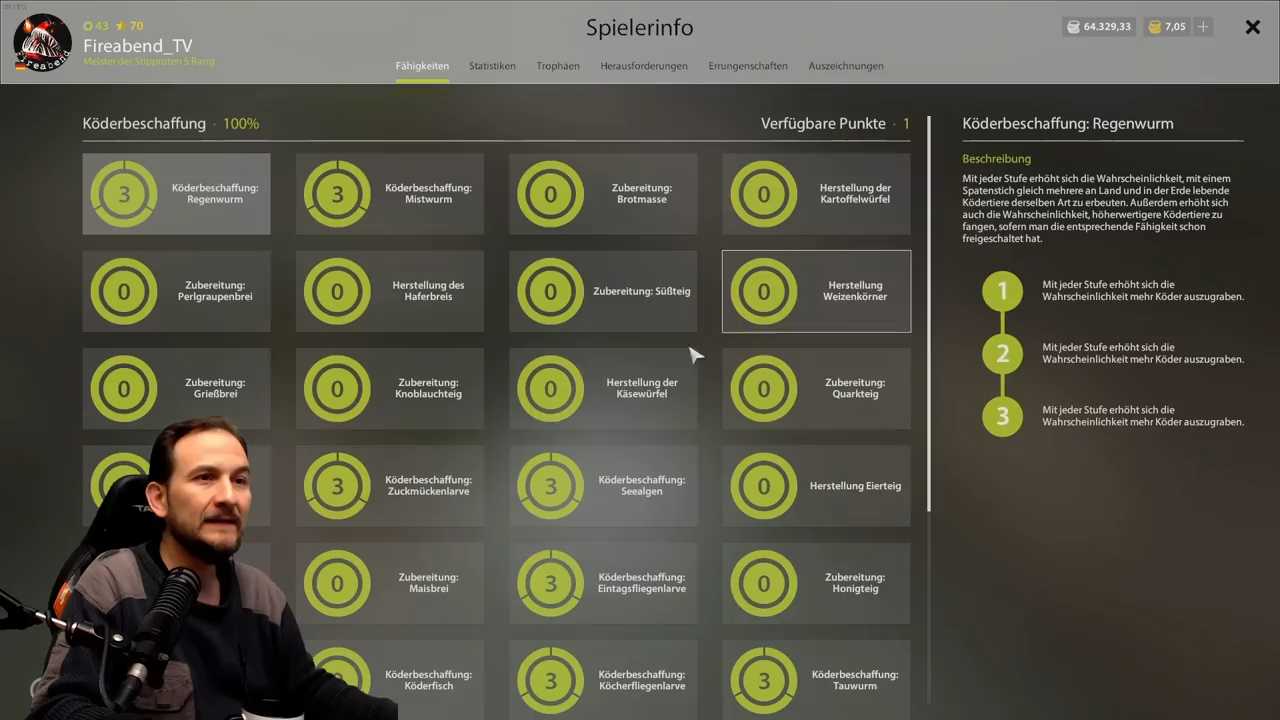 43 70
Fireabend_TV
Meister der Stippruten 5 Rang
Spielerinfo
64.329,33
7,05
Fähigkeiten
Statistiken
Trophäen
Herausforderungen
Errungenschaften
Auszeichnungen
Köderbeschaffung · 100%
Verfügbare Punkte · 1
3
Köderbeschaffung:
Regenwurm
3
Köderbeschaffung:
Mistwurm
0
Zubereitung:
Brotmasse
0
Herstellung der
Kartoffelwürfel
0
Zubereitung:
Perlgraupenbrei
0
Herstellung des
Haferbreis
0
Zubereitung: Süßteig
0
Herstellung
Weizenkörner
0
Zubereitung:
Grießbrei
0
Zubereitung:
Knoblauchteig
0
Herstellung der
Käsewürfel
0
Zubereitung:
Quarkteig
3
Köderbeschaffung:
Zuckmückenlarve
3
Köderbeschaffung:
Seealgen
0
Herstellung Eierteig
0
Zubereitung:
Maisbrei
3
Köderbeschaffung:
Eintagsfliegenlarve
0
Zubereitung:
Honigteig
Köderbeschaffung:
Köderfisch
3
Köderbeschaffung:
Köcherfliegenlarve
3
Köderbeschaffung:
Tauwurm
Köderbeschaffung: Regenwurm
Beschreibung
Mit jeder Stufe erhöht sich die Wahrscheinlichkeit, mit einem
Spatenstich gleich mehrere an Land und in der Erde lebende
Ködertiere derselben Art zu erbeuten. Außerdem erhöht sich
auch die Wahrscheinlichkeit, höherwertigere Ködertiere zu
fangen, sofern man die entsprechende Fähigkeit schon
freigeschaltet hat.
1
Mit jeder Stufe erhöht sich die
Wahrscheinlichkeit mehr Köder auszugraben.
2
Mit jeder Stufe erhöht sich die
Wahrscheinlichkeit mehr Köder auszugraben.
3
Mit jeder Stufe erhöht sich die
Wahrscheinlichkeit mehr Köder auszugraben.